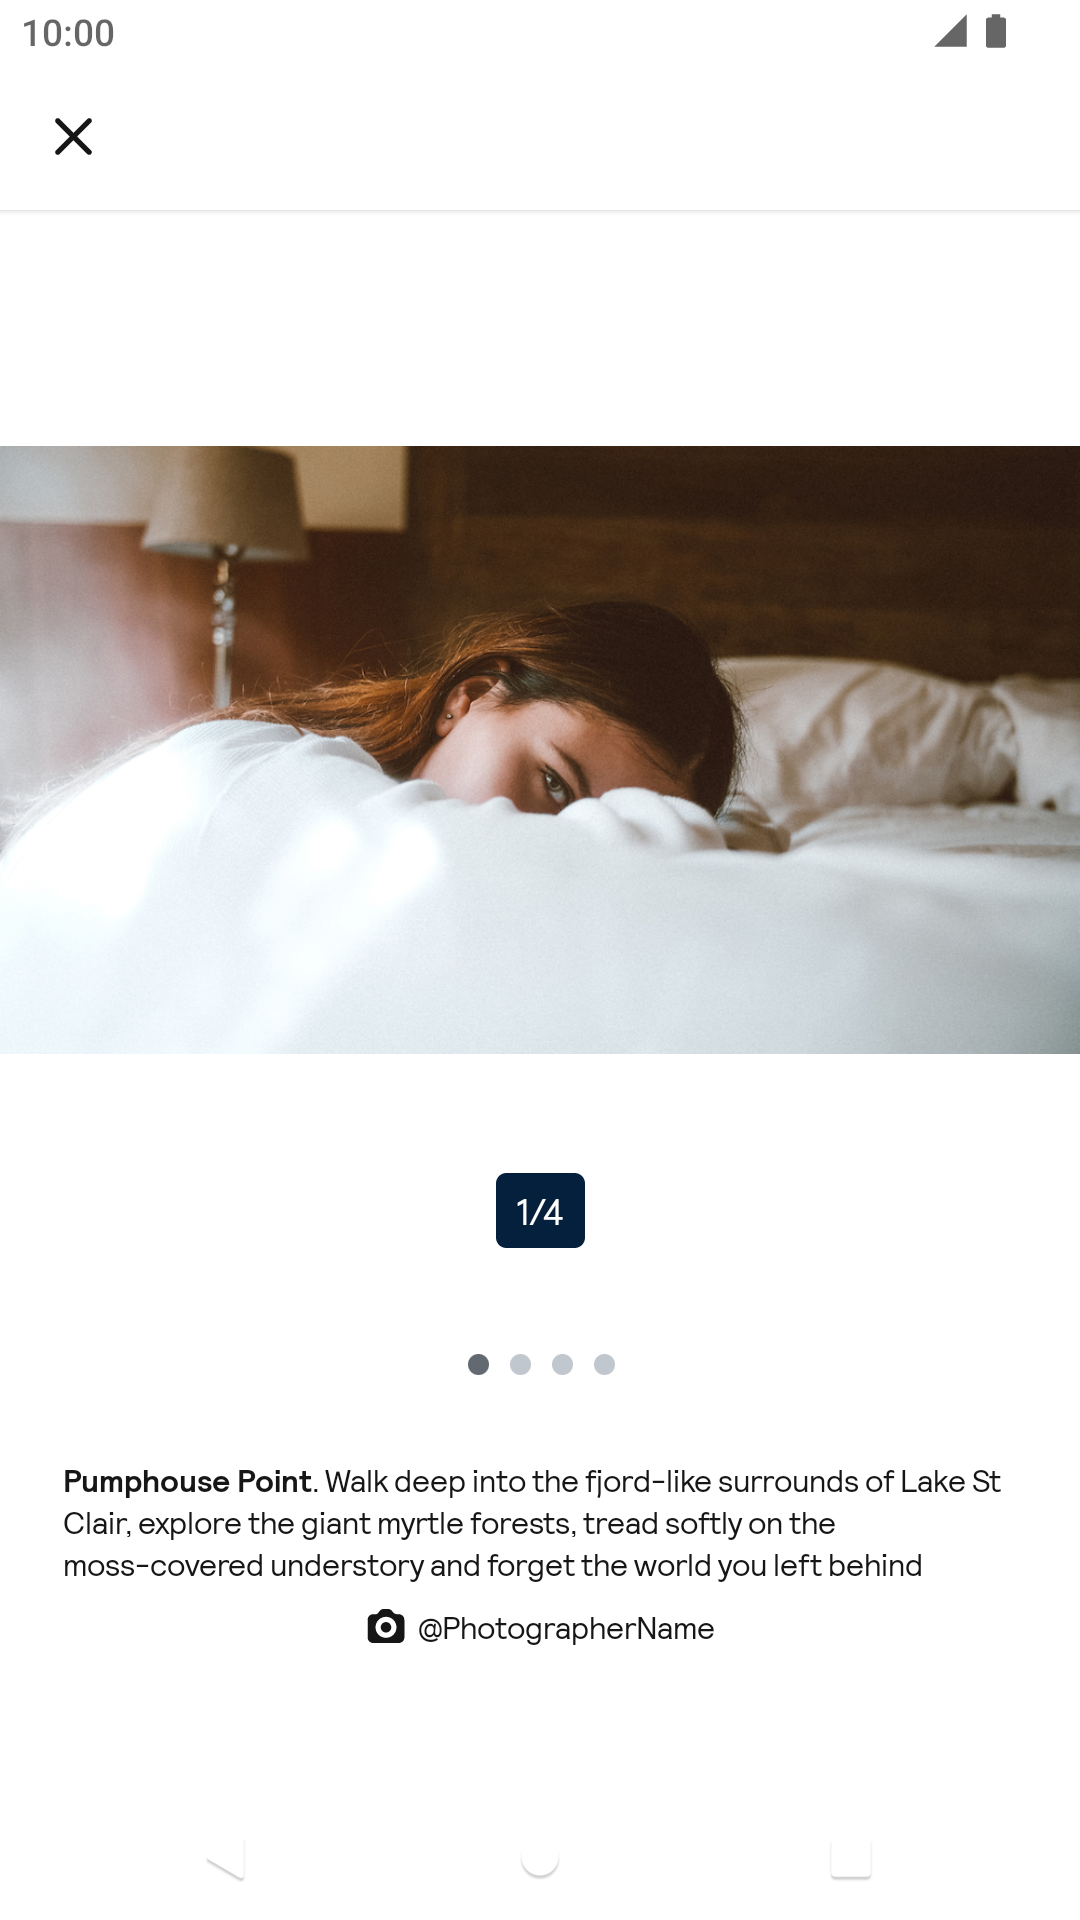 10:00
1/4
Pumphouse Point. Walk deep into the fjord-like surrounds of Lake St
Clair, explore the giant myrtle forests, tread softly on the
moss-covered understory and forget the world you left behind
@PhotographerName